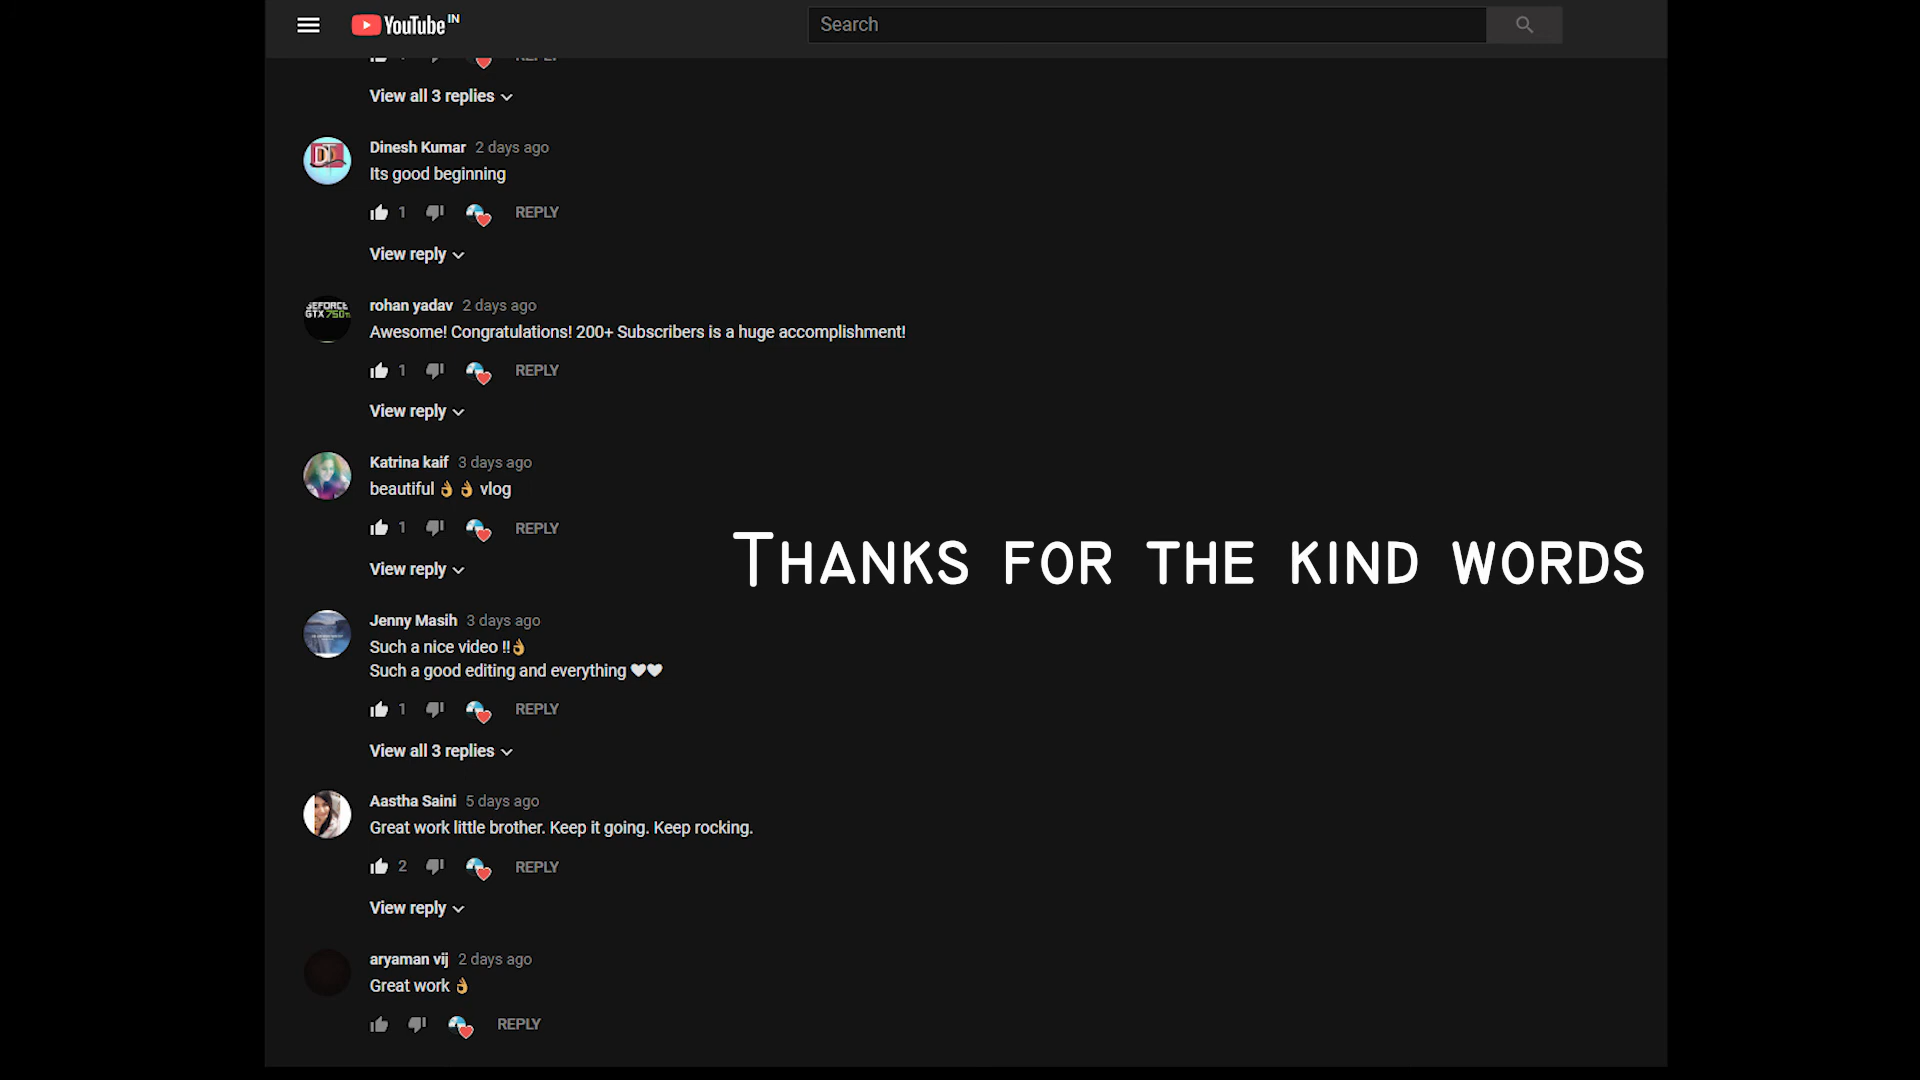 YouTube IN
Search
REPLY
View all 3 replies
Dinesh Kumar 2 days ago
Its good beginning
1 REPLY
View reply
GEFORCE
GTX 750Ti
rohan yadav 2 days ago
Awesome! Congratulations! 200+ Subscribers is a huge accomplishment!
1 REPLY
View reply
Katrina kaif 3 days ago
beautiful 👌 👌 vlog
1 REPLY
THANKS FOR THE KIND WORDS
View reply
Jenny Masih 3 days ago
Such a nice video !!👌
Such a good editing and everything 🤍🤍
1 REPLY
View all 3 replies
Aastha Saini 5 days ago
Great work little brother. Keep it going. Keep rocking.
2 REPLY
View reply
aryaman vij 2 days ago
Great work 👌
REPLY